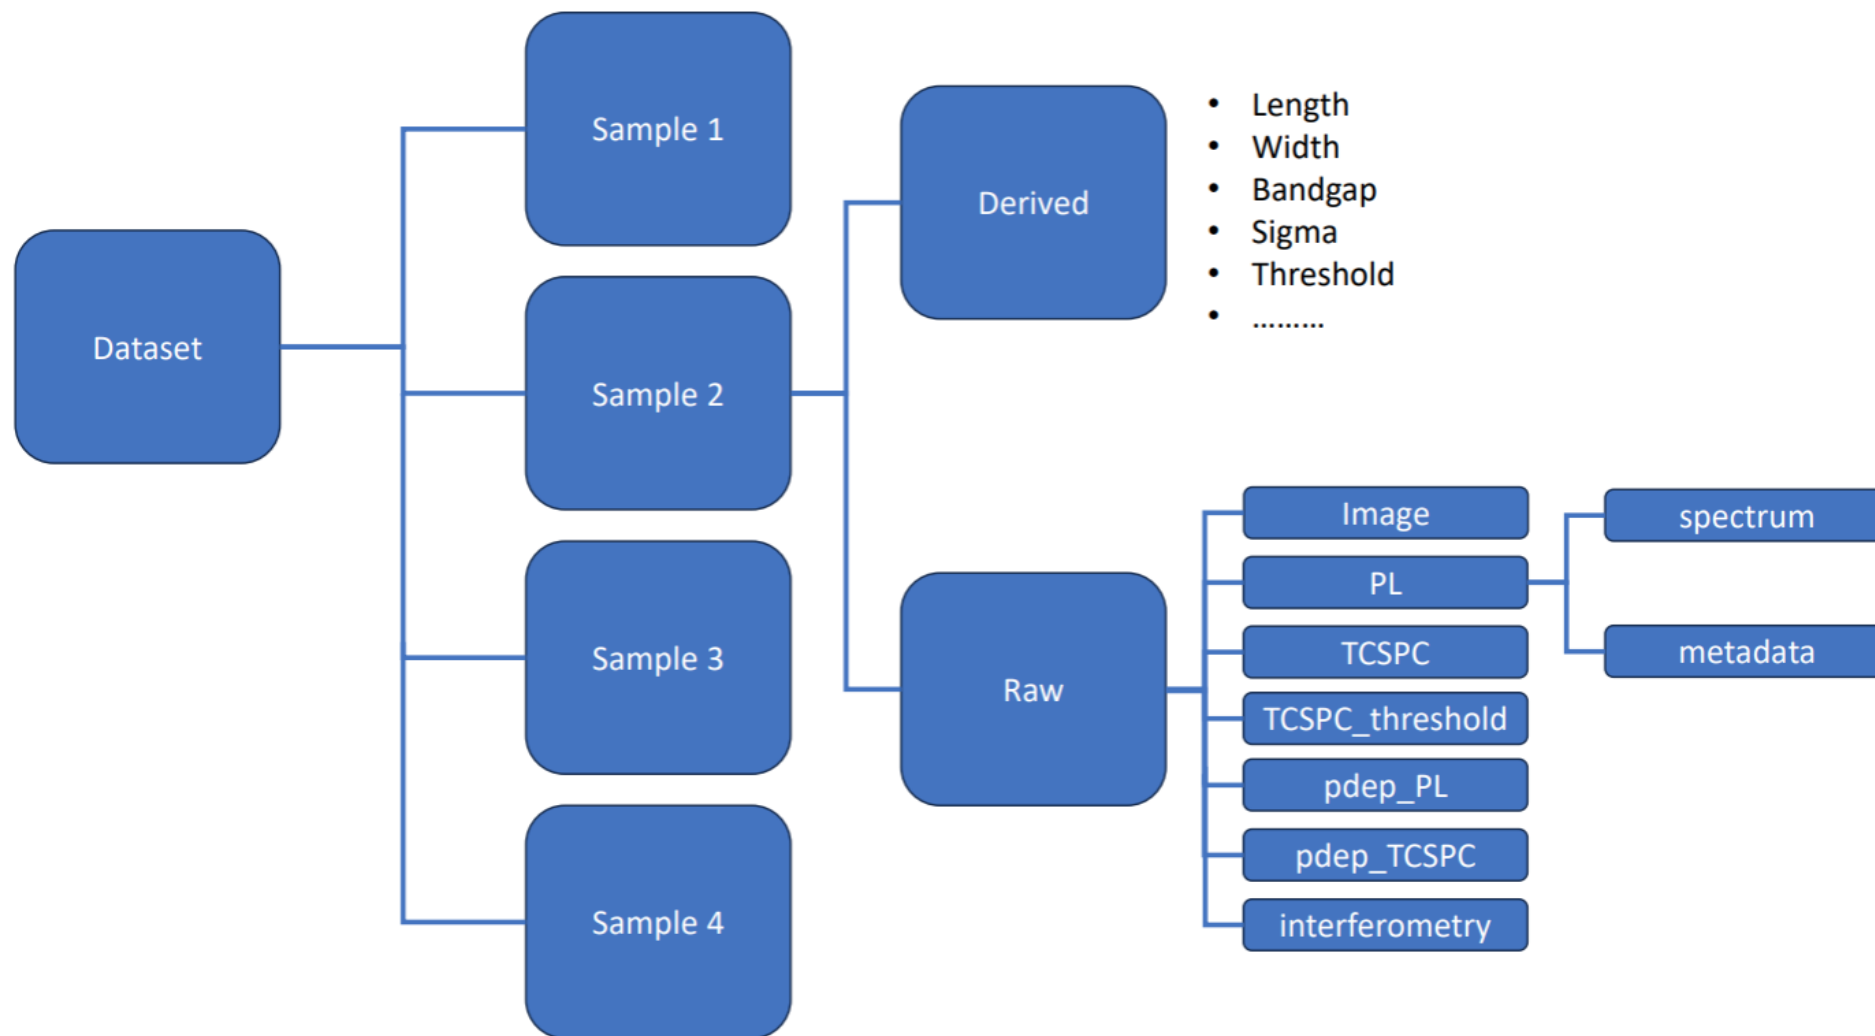 Dataset
Sample 1
Sample 2
Sample 3
Sample 4
Derived
• Length
• Width
• Bandgap
• Sigma
• Threshold
• .........
Raw
Image
PL
TCSPC
TCSPC_threshold
pdep_PL
pdep_TCSPC
interferometry
spectrum
metadata